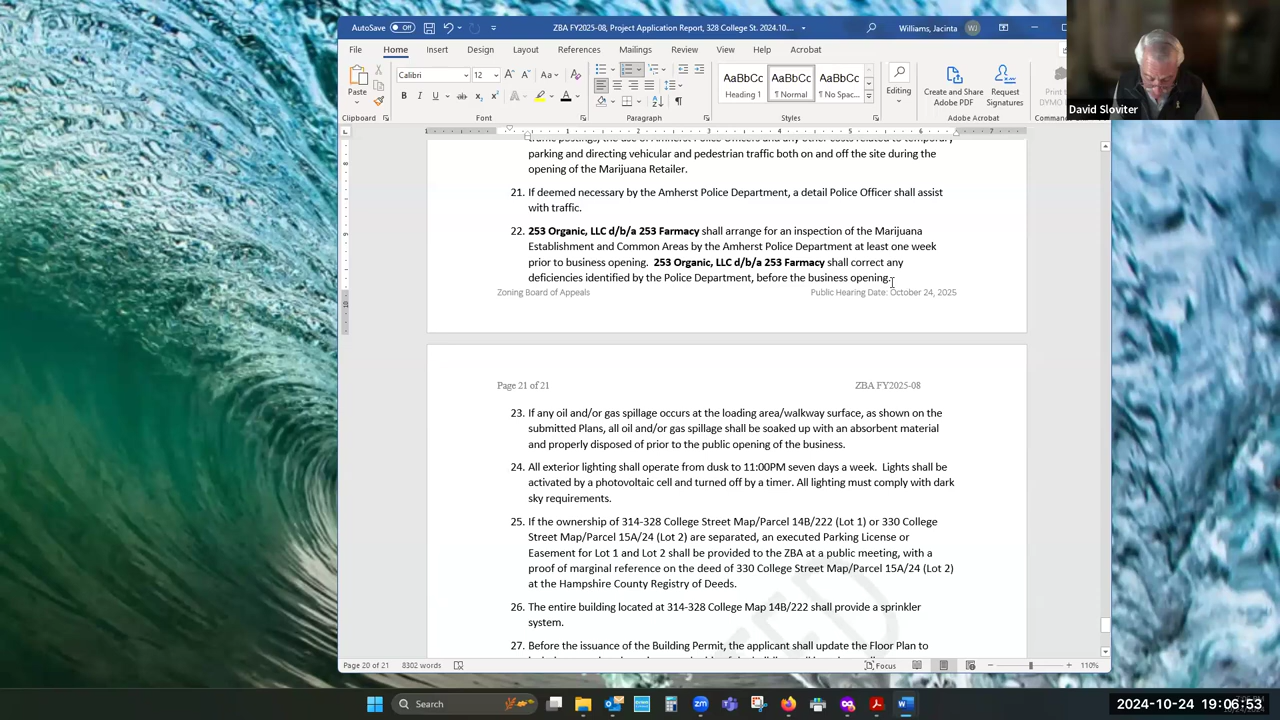 AutoSave Off ZBA FY2025-08, Project Application Report, 328 College St. 2024.10.... Williams, Jacinta WJ
File Home Insert Design Layout References Mailings Review View Help Acrobat
David Sloviter
Paste
Calibri 12
AaBbCc AaBbCc AaBbCc
Heading 1 ¶ Normal ¶ No Spac...
Editing
Create and Share Adobe PDF
Request Signatures
Print to DYMO
Clipboard Font Paragraph Styles Adobe Acrobat
parking and directing vehicular and pedestrian traffic both on and off the site during the
opening of the Marijuana Retailer.
21. If deemed necessary by the Amherst Police Department, a detail Police Officer shall assist
with traffic.
22. 253 Organic, LLC d/b/a 253 Farmacy shall arrange for an inspection of the Marijuana
Establishment and Common Areas by the Amherst Police Department at least one week
prior to business opening. 253 Organic, LLC d/b/a 253 Farmacy shall correct any
deficiencies identified by the Police Department, before the business opening.
Zoning Board of Appeals Public Hearing Date: October 24, 2025
Page 21 of 21 ZBA FY2025-08
23. If any oil and/or gas spillage occurs at the loading area/walkway surface, as shown on the
submitted Plans, all oil and/or gas spillage shall be soaked up with an absorbent material
and properly disposed of prior to the public opening of the business.
24. All exterior lighting shall operate from dusk to 11:00PM seven days a week. Lights shall be
activated by a photovoltaic cell and turned off by a timer. All lighting must comply with dark
sky requirements.
25. If the ownership of 314-328 College Street Map/Parcel 14B/222 (Lot 1) or 330 College
Street Map/Parcel 15A/24 (Lot 2) are separated, an executed Parking License or
Easement for Lot 1 and Lot 2 shall be provided to the ZBA at a public meeting, with a
proof of marginal reference on the deed of 330 College Street Map/Parcel 15A/24 (Lot 2)
at the Hampshire County Registry of Deeds.
26. The entire building located at 314-328 College Map 14B/222 shall provide a sprinkler
system.
27. Before the issuance of the Building Permit, the applicant shall update the Floor Plan to
Page 20 of 21 8302 words Focus 110%
Search
2024-10-24 19:06:53